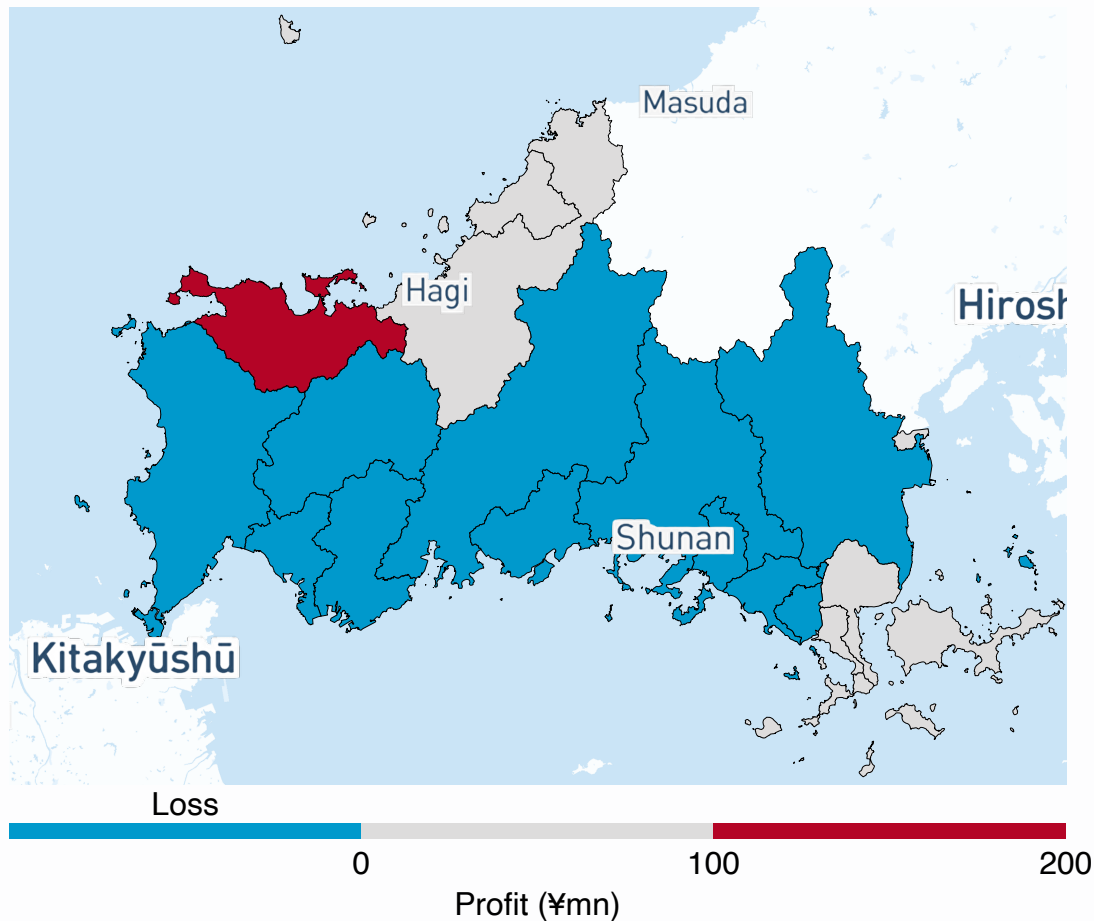 Masuda
Hagi
Hirosh
Shunan
Kitakyūshū
Loss
0 100 200
Profit (¥mn)